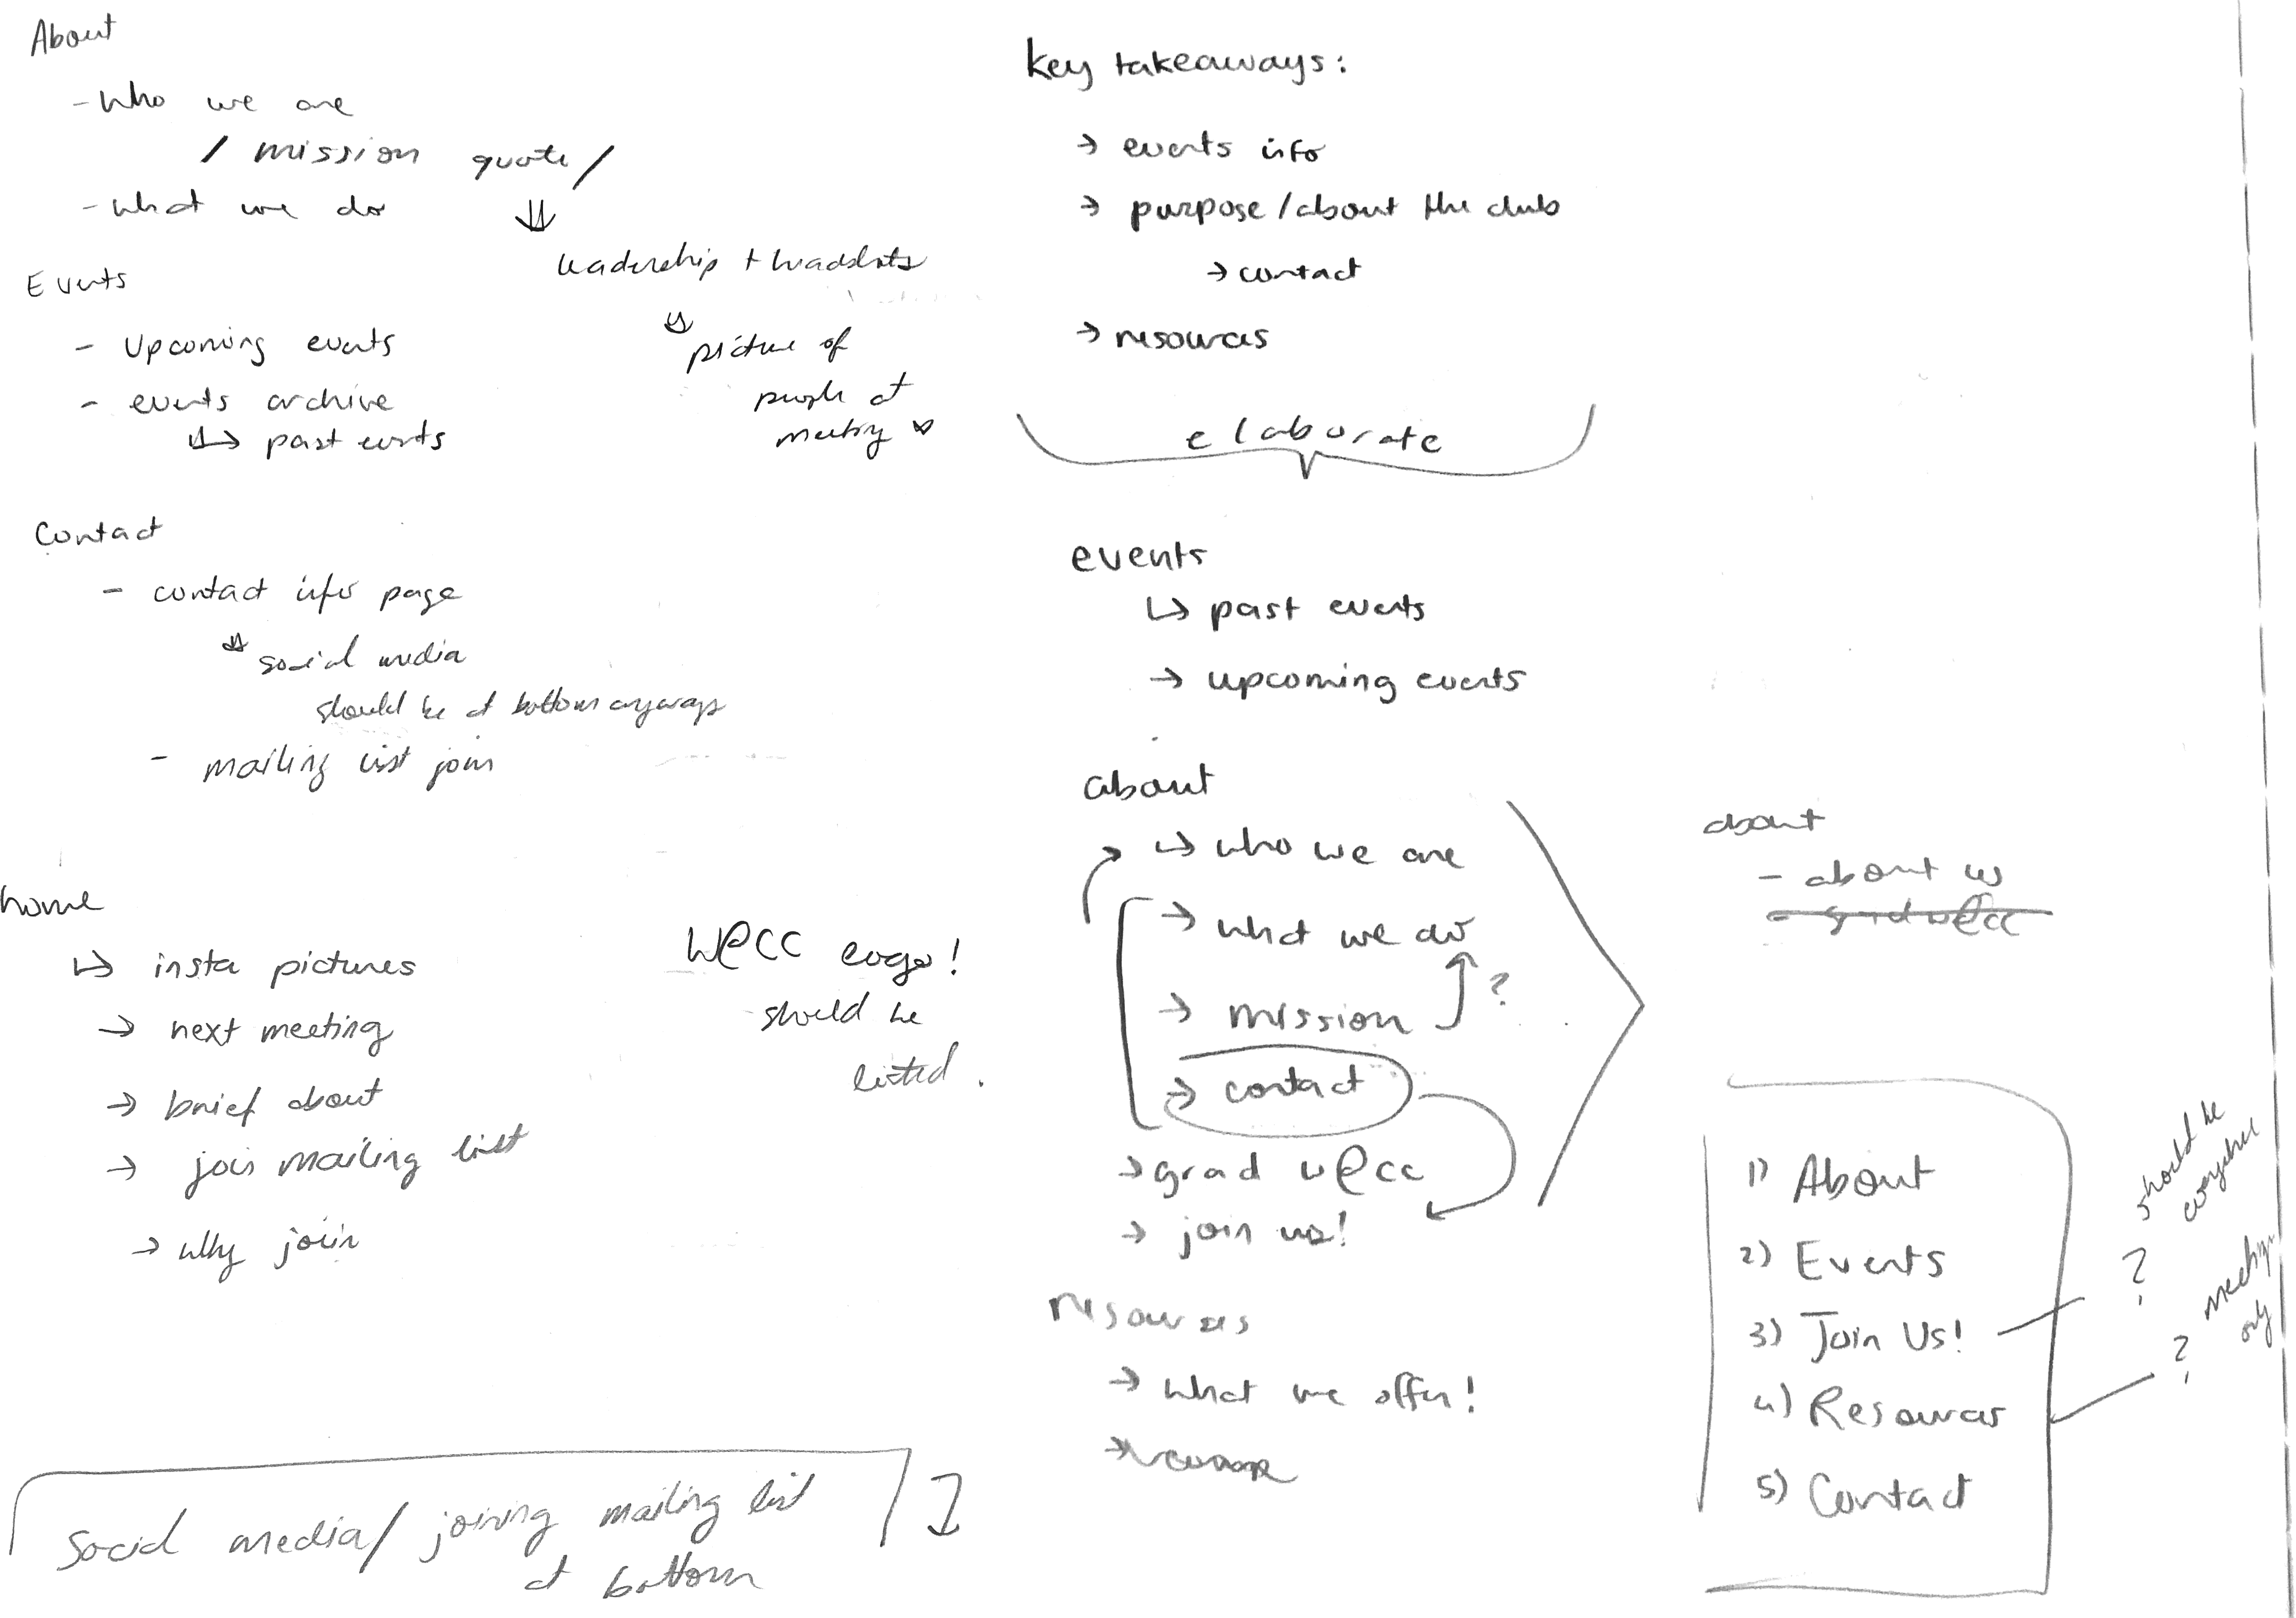 About
- who we are
/ mission quote /
- what we do
leadership + headshots
picture of
people at
meeting
Events
- Upcoming events
- events archive
past events
Contact
- contact info page
social media
should be at bottom anyways
- mailing list join
home
insta pictures
→ next meeting
→ brief about
→ join mailing list
→ why join
W@CC logo!
should be
listed.
social media/ joining mailing list
at bottom
key takeaways:
→ events info
→ purpose / about the club
→ contact
→ resources
elaborate
events
↳ past events
→ upcoming events
about
↳ who we are
→ what we do
→ mission
?
→ contact
→ grad w@cc
→ join us!
resources
→ what we offer!
→
about
- about us
- grad w@cc
1) About
2) Events
3) Join Us!
4) Resources
5) Contact
should be
everywhere
?
?
only